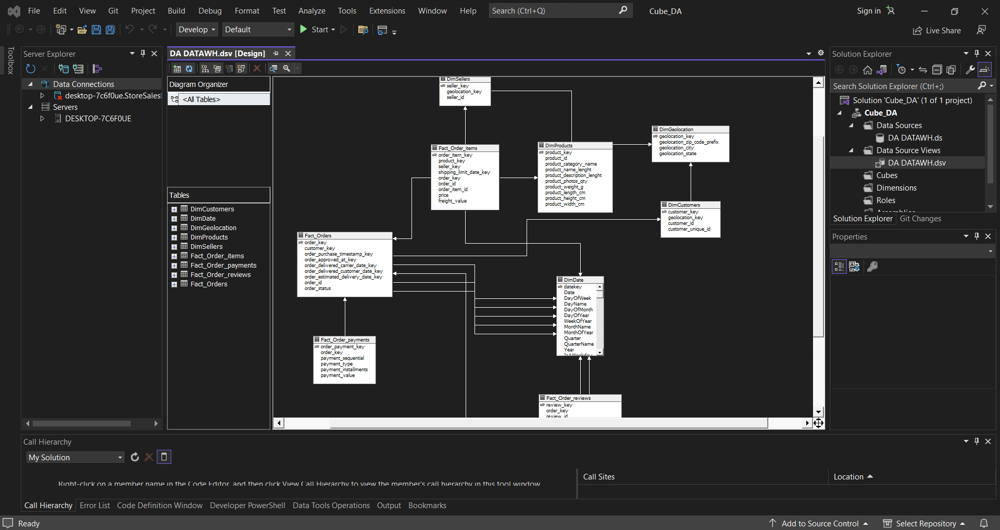 File Edit View Git Project Build Debug Format Test Analyze Tools Extensions Window Help Search (Ctrl+Q) Cube_DA Sign in
Develop Default Start Live Share
Toolbox
Server Explorer
Data Connections
desktop-7c6f0ue.StoreSales
Servers
DESKTOP-7C6F0UE
DA DATAWH.dsv [Design]
Diagram Organizer
<All Tables>
Tables
DimCustomers
DimDate
DimGeolocation
DimProducts
DimSellers
Fact_Order_items
Fact_Order_payments
Fact_Order_reviews
Fact_Orders
DimSellers
seller_key
geolocation_key
seller_id
Fact_Order_items
order_item_key
product_key
seller_key
shipping_limit_date_key
order_key
order_id
order_item_id
price
freight_value
DimProducts
product_key
product_id
product_category_name
product_name_lenght
product_description_lenght
product_photos_qty
product_weight_g
product_length_cm
product_height_cm
product_width_cm
DimGeolocation
geolocation_key
geolocation_zip_code_prefix
geolocation_city
geolocation_state
DimCustomers
customer_key
geolocation_key
customer_id
customer_unique_id
Fact_Orders
order_key
customer_key
order_purchase_timestamp_key
order_approved_at_key
order_delivered_carrier_date_key
order_delivered_customer_date_key
order_estimated_delivery_date_key
order_id
order_status
DimDate
datekey
Date
DayOfWeek
DayName
DayOfMonth
DayOfYear
WeekOfYear
MonthName
MonthOfYear
Quarter
QuarterName
Year
IsAWeekday
Fact_Order_payments
order_payment_key
order_key
payment_sequential
payment_type
payment_installments
payment_value
Fact_Order_reviews
review_key
order_key
review_id
Solution Explorer
Search Solution Explorer (Ctrl+;)
Solution 'Cube_DA' (1 of 1 project)
Cube_DA
Data Sources
DA DATAWH.ds
Data Source Views
DA DATAWH.dsv
Cubes
Dimensions
Roles
Assemblies
Solution Explorer Git Changes
Properties
Call Hierarchy
My Solution
Right-click on a member name in the Code Editor, and then click View Call Hierarchy to view the member's call hierarchy in this tool window
Call Sites Location
Call Hierarchy Error List Code Definition Window Developer PowerShell Data Tools Operations Output Bookmarks
Ready Add to Source Control Select Repository